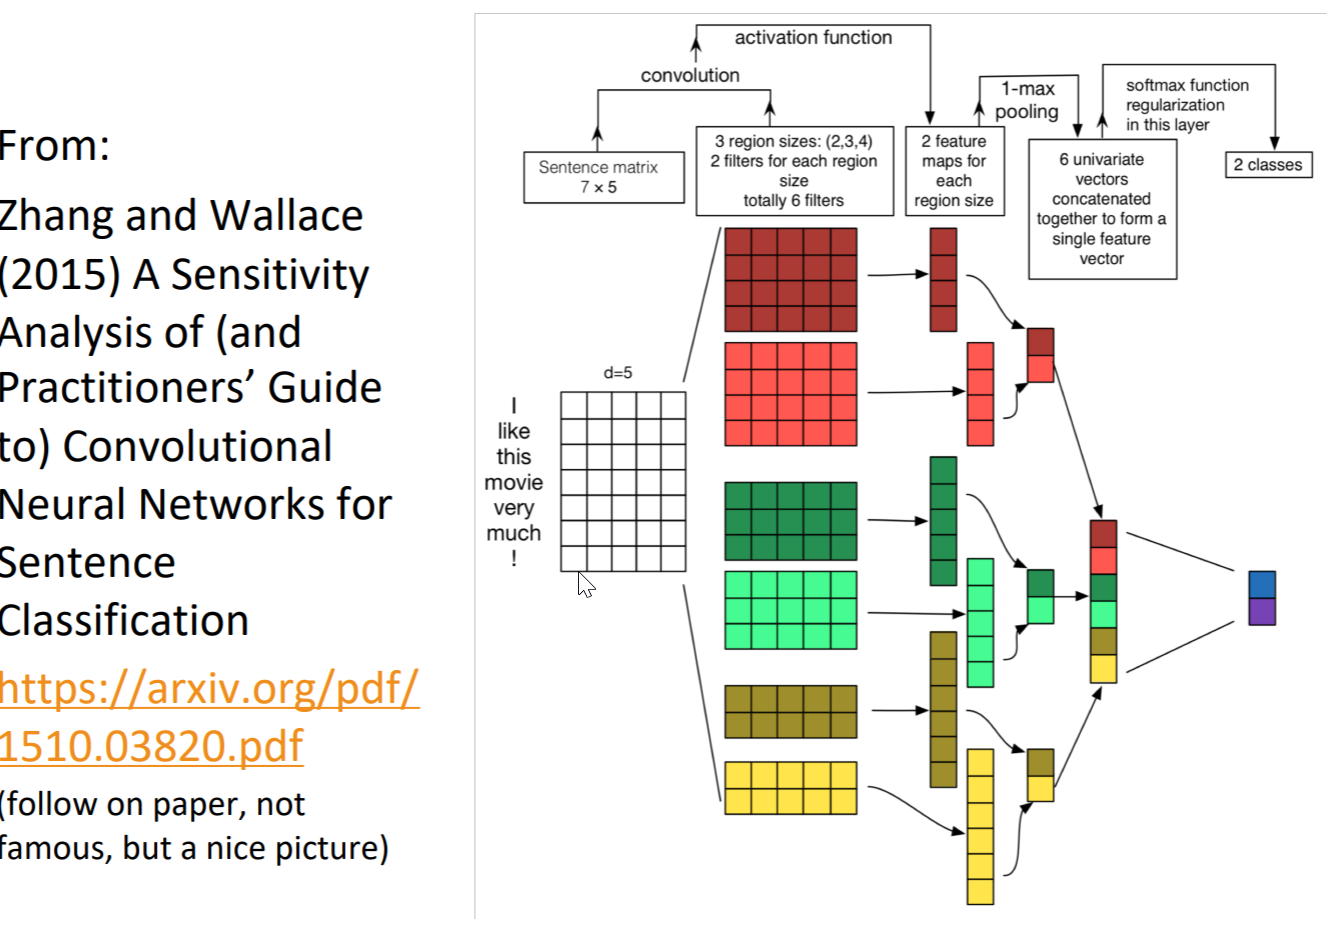 From:
Zhang and Wallace
(2015) A Sensitivity
Analysis of (and
Practitioners’ Guide
to) Convolutional
Neural Networks for
Sentence
Classification
https://arxiv.org/pdf/
1510.03820.pdf
(follow on paper, not
famous, but a nice picture)
activation function
convolution
1-max
pooling
softmax function
regularization
in this layer
Sentence matrix
7 × 5
3 region sizes: (2,3,4)
2 filters for each region
size
totally 6 filters
2 feature
maps for
each
region size
6 univariate
vectors
concatenated
together to form a
single feature
vector
2 classes
d=5
I
like
this
movie
very
much
!